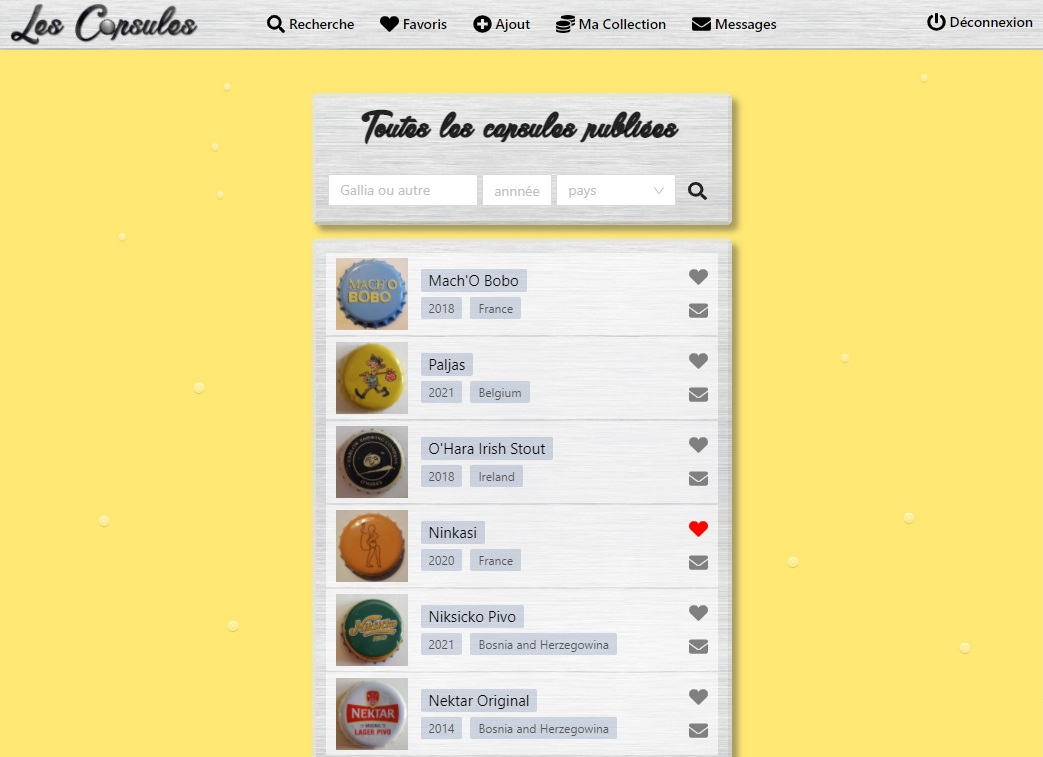 Les Capsules
Recherche Favoris Ajout Ma Collection Messages Déconnexion
Toutes les capsules publiées
Gallia ou autre annnée pays
MACH'O
BOBO
Mach'O Bobo
2018 France
Paljas
2021 Belgium
O'Hara Irish Stout
2018 Ireland
Ninkasi
2020 France
Niksicko Pivo
2021 Bosnia and Herzegowina
NEKTAR
LAGER PIVO
Nektar Original
2014 Bosnia and Herzegowina